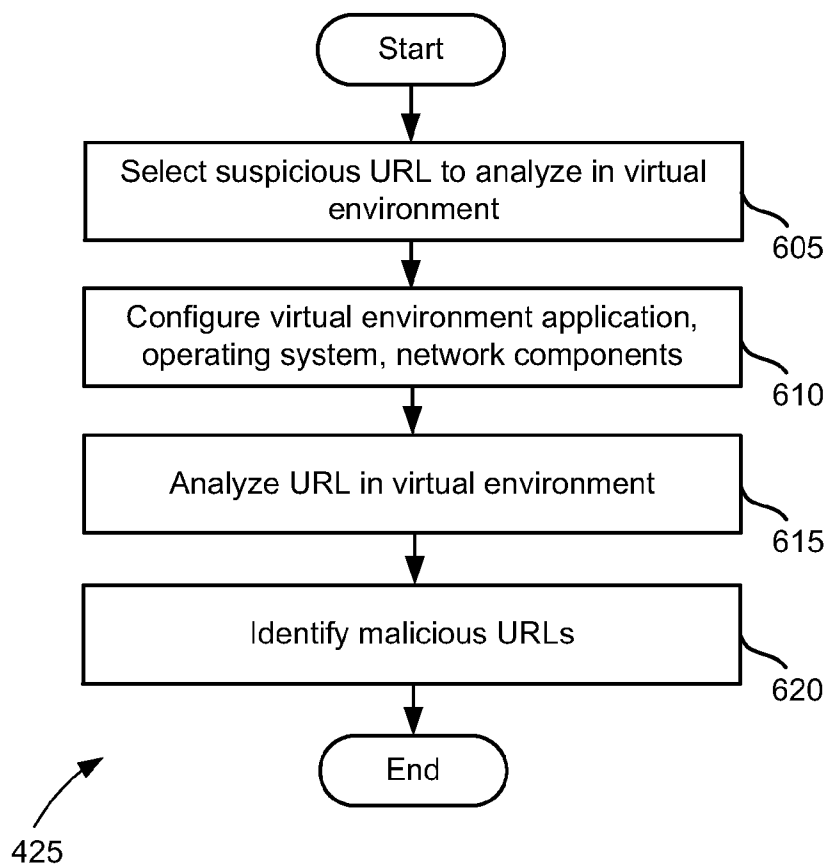 Start
Select suspicious URL to analyze in virtual
environment
605
Configure virtual environment application,
operating system, network components
610
Analyze URL in virtual environment
615
Identify malicious URLs
620
End
425